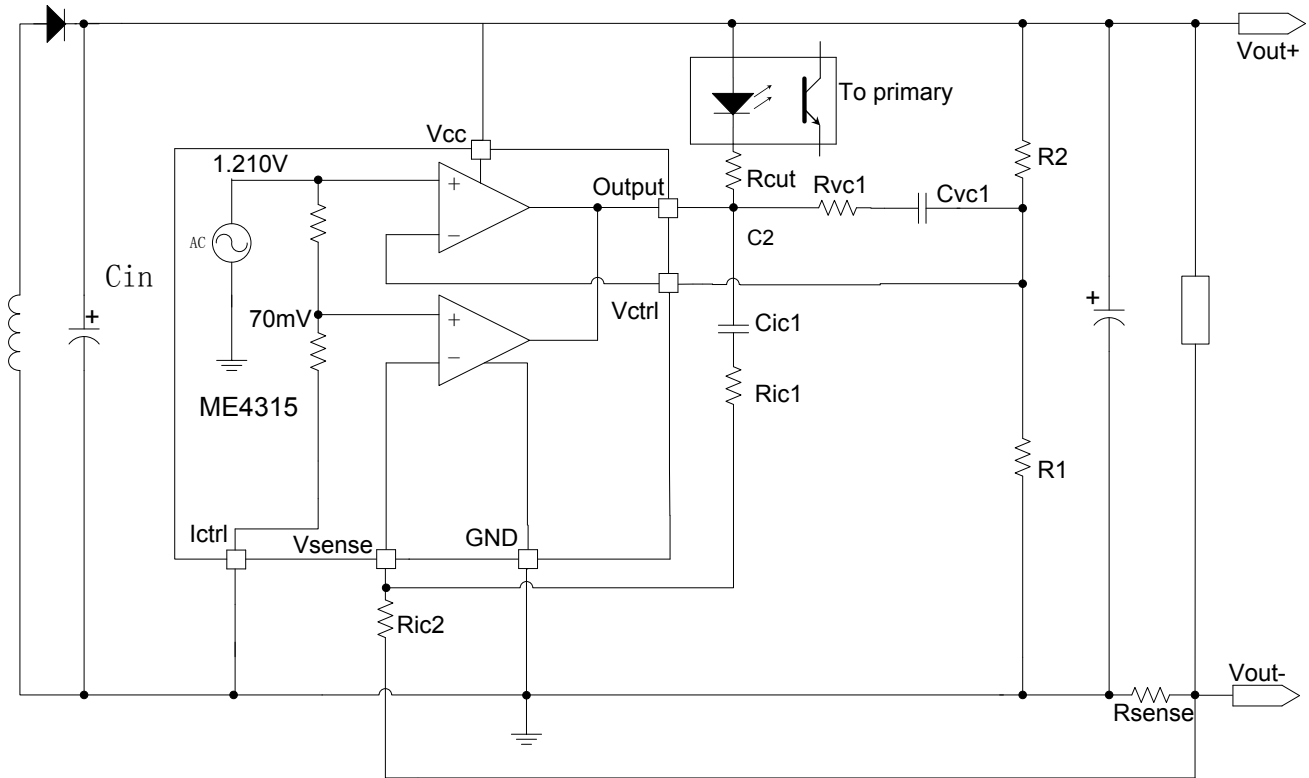 Vout+
To primary
Vcc
1.210V
R2
Output
Rcut
Rvc1
Cvc1
AC
C2
Cin
+
−
+
Vctrl
70mV
+
−
+
Cic1
ME4315
Ric1
R1
Ictrl
Vsense
GND
Ric2
Vout-
Rsense